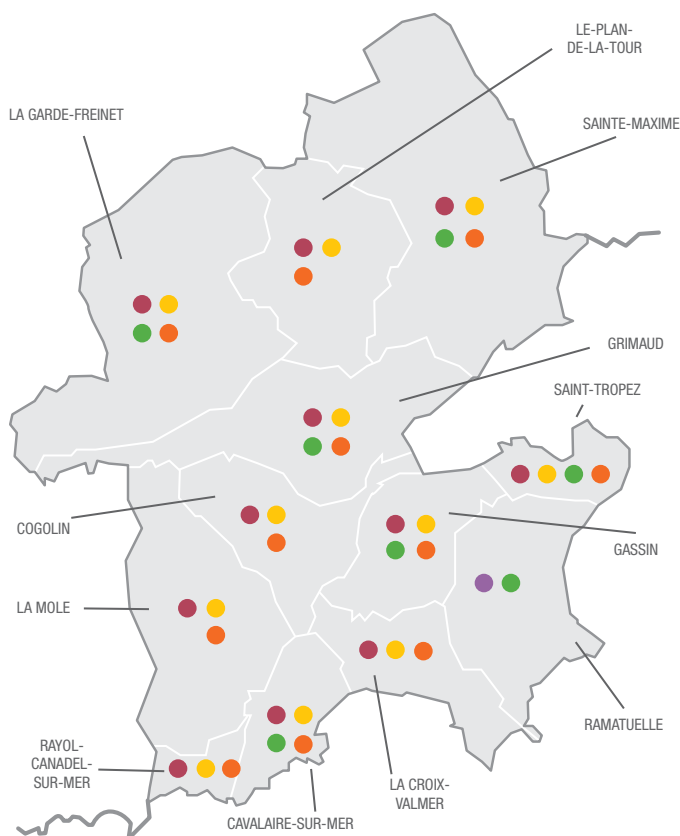 LE-PLAN-
DE-LA-TOUR
LA GARDE-FREINET
SAINTE-MAXIME
GRIMAUD
SAINT-TROPEZ
COGOLIN
GASSIN
LA MOLE
RAMATUELLE
RAYOL-
CANADEL-
SUR-MER
LA CROIX-
VALMER
CAVALAIRE-SUR-MER